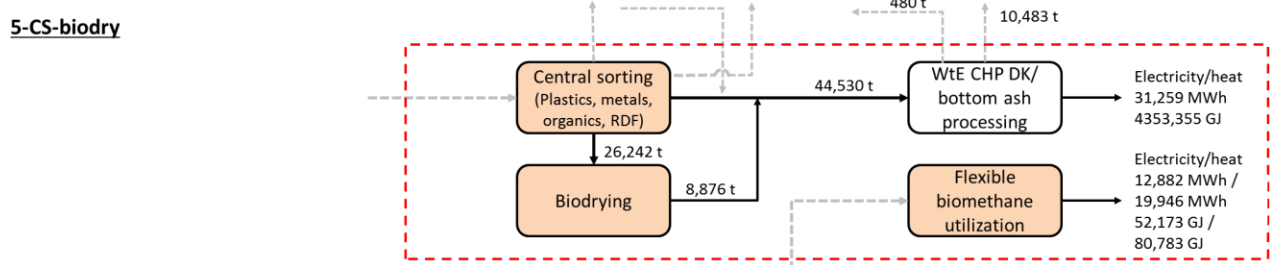 480 t
10,483 t
5-CS-biodry
Central sorting
(Plastics, metals,
organics, RDF)
44,530 t
WtE CHP DK/
bottom ash
processing
Electricity/heat
31,259 MWh
4353,355 GJ
26,242 t
Biodrying
8,876 t
Flexible
biomethane
utilization
Electricity/heat
12,882 MWh /
19,946 MWh
52,173 GJ /
80,783 GJ